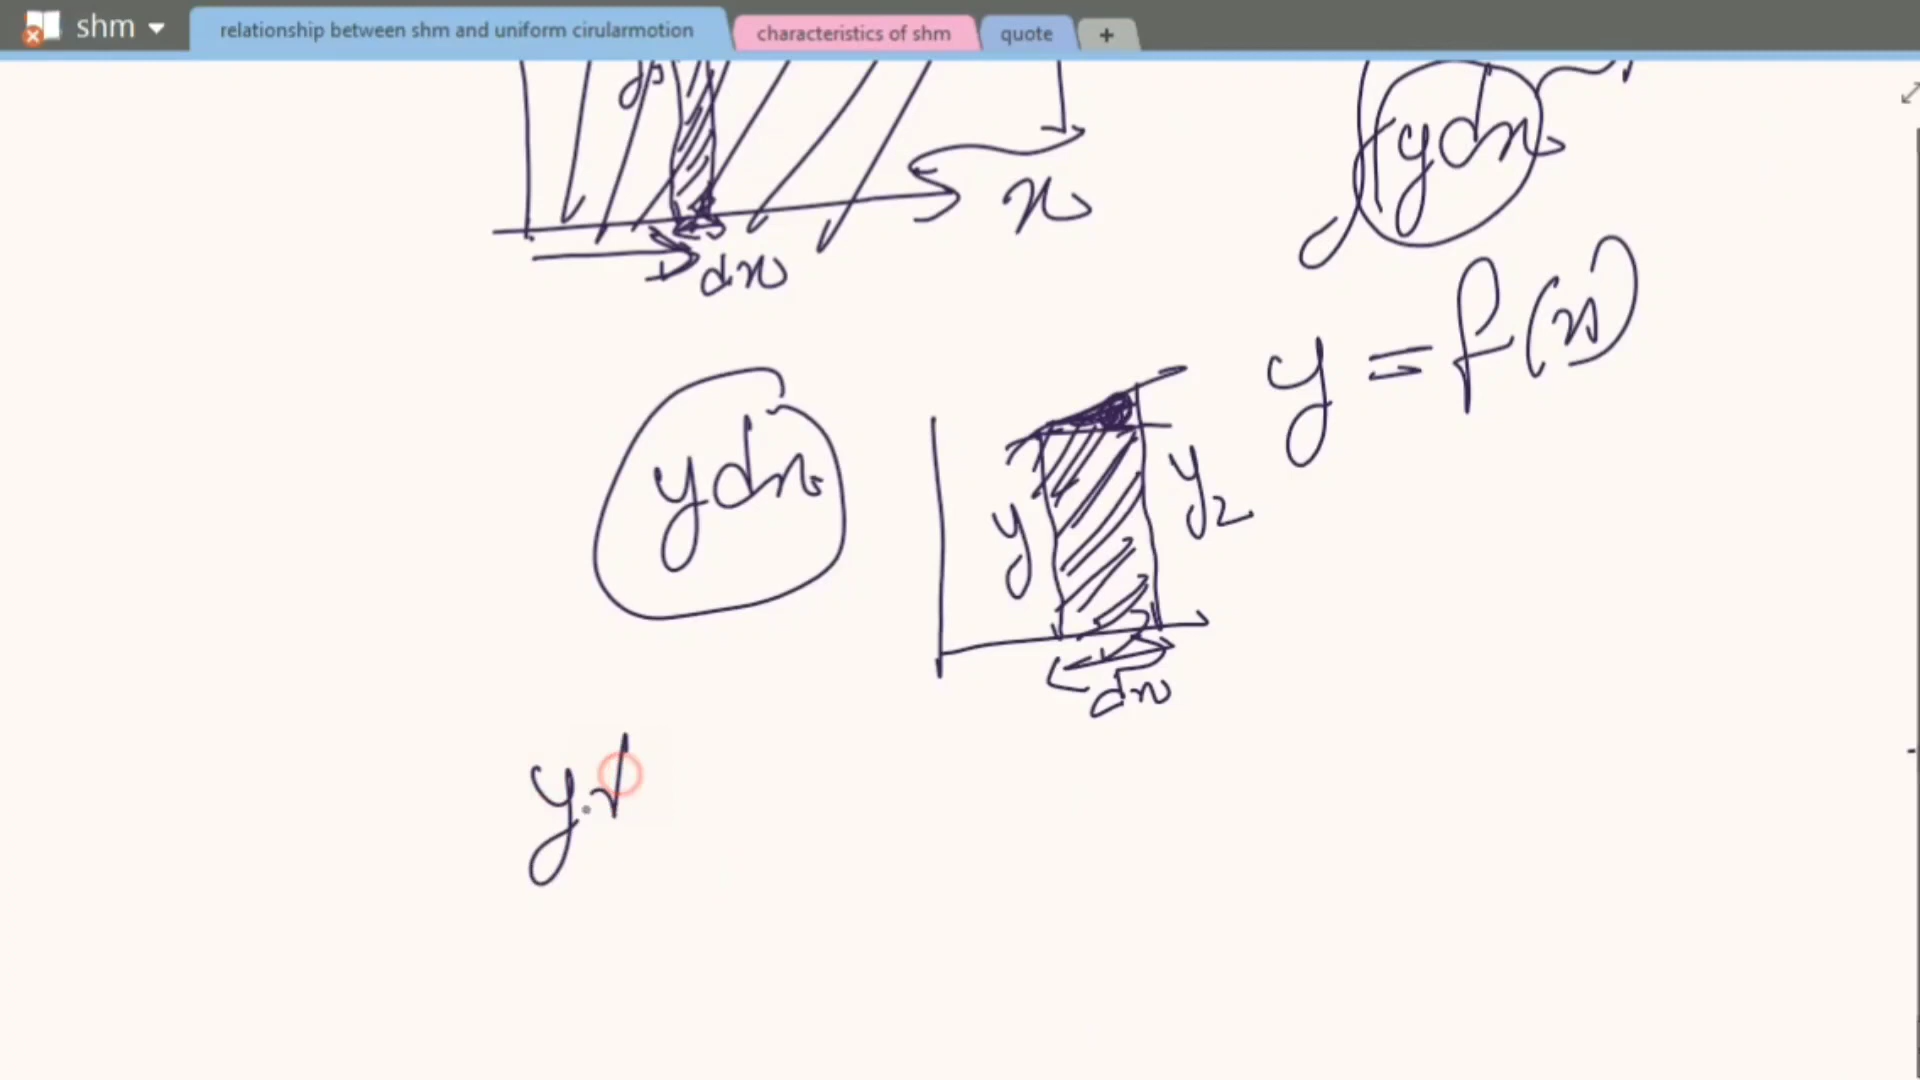 shm
relationship between shm and uniform cirularmotion
characteristics of shm
quote
+
∫ydx
x
dx
y = f(x)
ydx
y
y2
dx
y.d